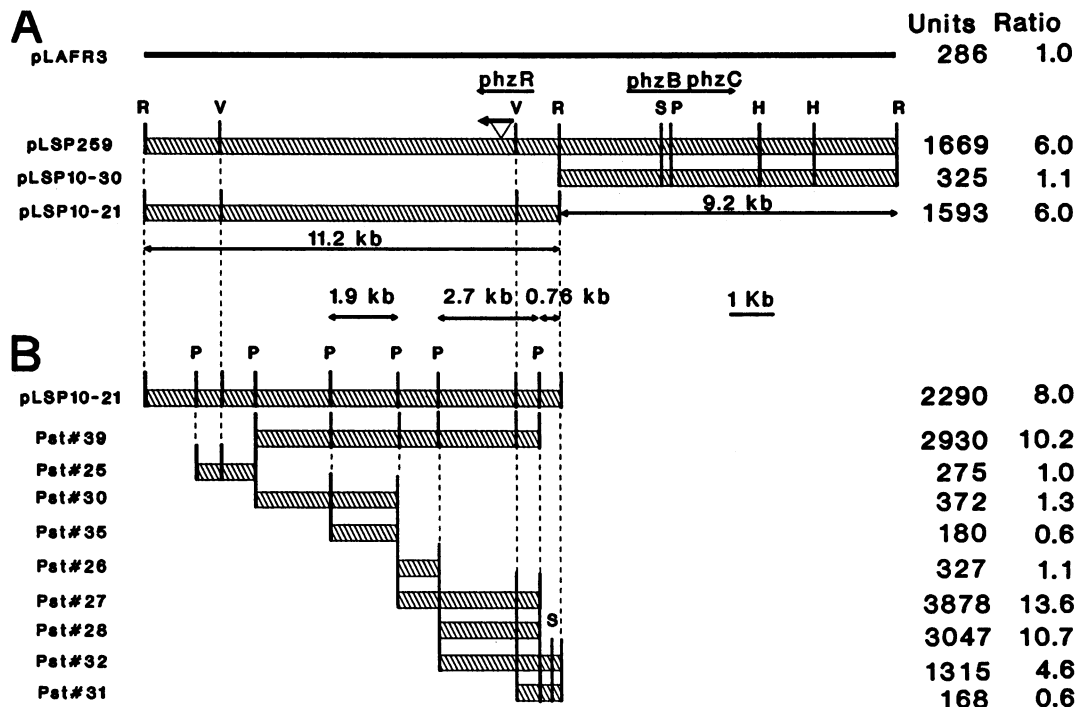 A
Units Ratio
pLAFR3 286 1.0
phzR phzB phzC
R V V R S P H H R
pLSP259 1669 6.0
pLSP10-30 325 1.1
9.2 kb
pLSP10-21 1593 6.0
11.2 kb
1.9 kb 2.7 kb 0.76 kb 1 Kb
B
P P P P P P
pLSP10-21 2290 8.0
Pst#39 2930 10.2
Pst#25 275 1.0
Pst#30 372 1.3
Pst#35 180 0.6
Pst#26 327 1.1
Pst#27 3878 13.6
S
Pst#28 3047 10.7
Pst#32 1315 4.6
Pst#31 168 0.6